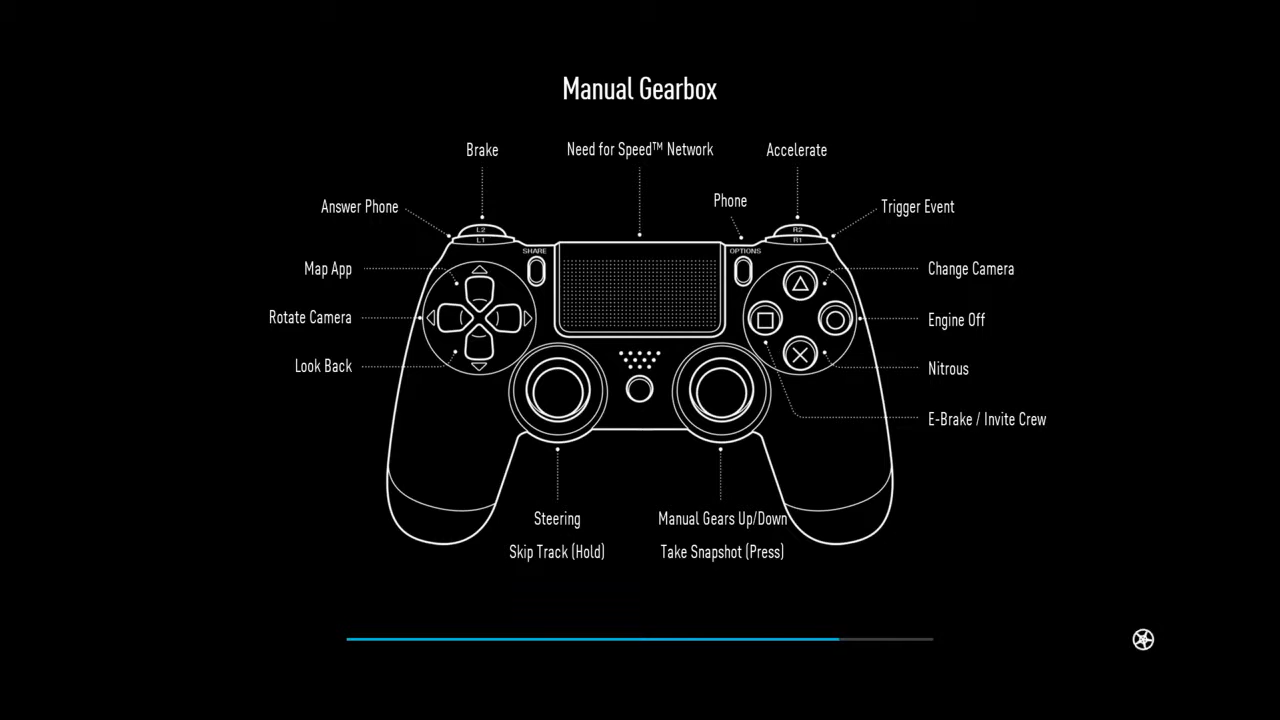 Manual Gearbox
Brake
Need for Speed™ Network
Accelerate
Answer Phone
Phone
Trigger Event
L2
L1
R2
R1
SHARE
OPTIONS
Map App
Change Camera
Rotate Camera
Engine Off
Look Back
Nitrous
E-Brake / Invite Crew
Steering
Manual Gears Up/Down
Skip Track (Hold)
Take Snapshot (Press)